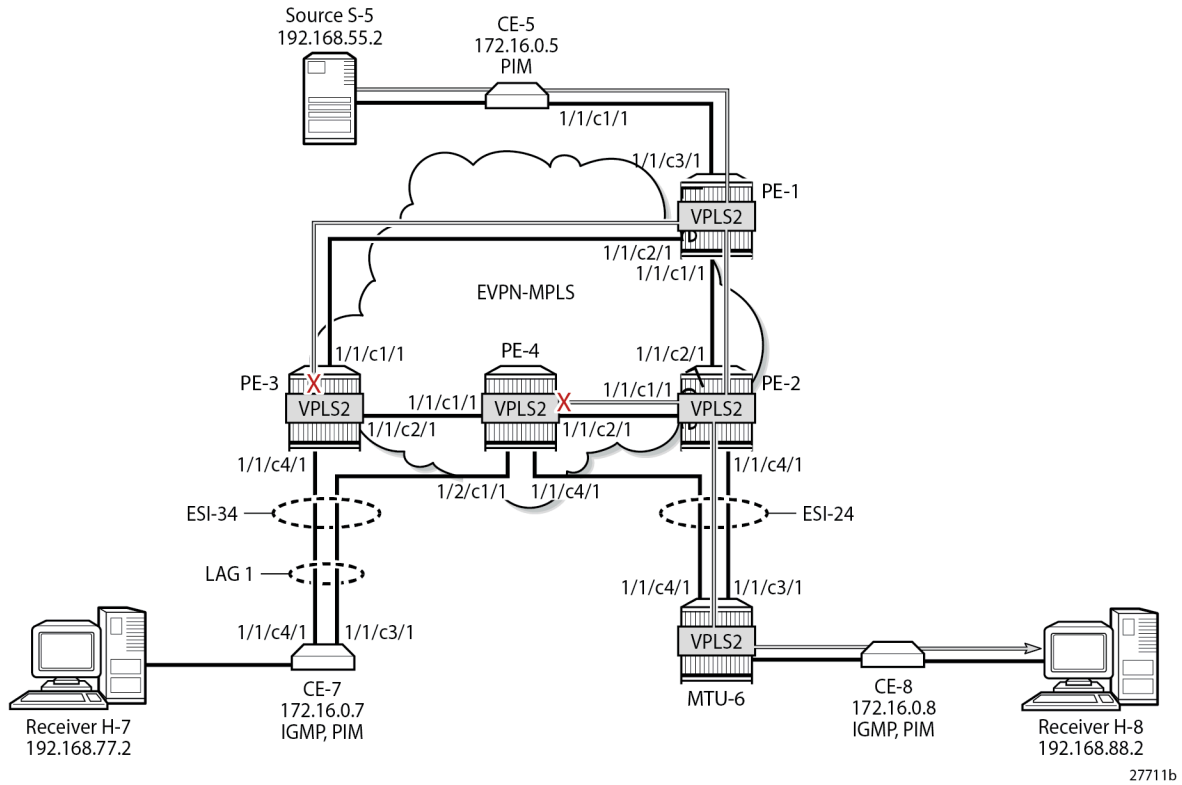 Source S-5
192.168.55.2
CE-5
172.16.0.5
PIM
1/1/c1/1
1/1/c3/1
PE-1
VPLS2
1/1/c2/1
1/1/c1/1
EVPN-MPLS
1/1/c1/1
PE-4
1/1/c2/1
PE-3
X
1/1/c1/1
PE-2
VPLS2
1/1/c1/1
VPLS2
X
VPLS2
1/1/c2/1
1/1/c2/1
1/1/c4/1
1/2/c1/1
1/1/c4/1
1/1/c4/1
ESI-34
ESI-24
LAG 1
1/1/c4/1
1/1/c3/1
1/1/c4/1
1/1/c3/1
VPLS2
MTU-6
CE-7
172.16.0.7
IGMP, PIM
CE-8
172.16.0.8
IGMP, PIM
Receiver H-7
192.168.77.2
Receiver H-8
192.168.88.2
27711b